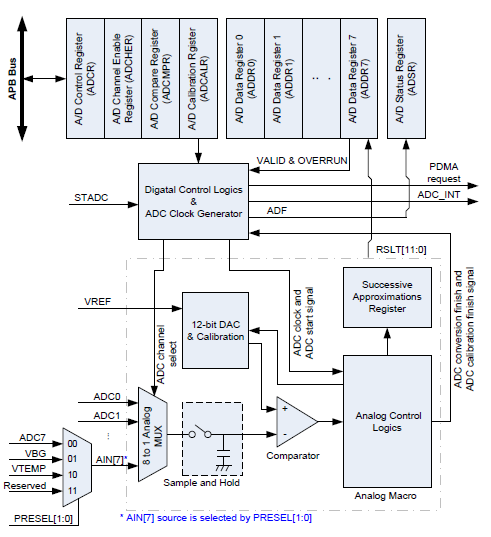 APB Bus
A/D Control Register
(ADCR)
A/D Channel Enable
Register (ADCHER)
A/D Compare Register
(ADCMPR)
A/D Calibration Rgister
(ADCALR)
A/D Data Register 0
(ADDR0)
A/D Data Register 1
(ADDR1)
: .
A/D Data Register 7
(ADDR7)
A/D Status Register
(ADSR)
VALID & OVERRUN
STADC
Digatal Control Logics
&
ADC Clock Generator
PDMA
request
ADC_INT
ADF
RSLT[11:0]
ADC conversion finish and
ADC calibration finish signal
VREF
ADC channel
select
12-bit DAC
& Calibration
ADC clock and
ADC start signal
Successive
Approximations
Register
ADC0
ADC1
⋮
8 to 1 Analog
MUX
+
-
Comparator
Analog Control
Logics
ADC7
VBG
VTEMP
Reserved
00
01
10
11
AIN[7]*
Sample and Hold
Analog Macro
PRESEL[1:0]
* AIN[7] source is selected by PRESEL[1:0]